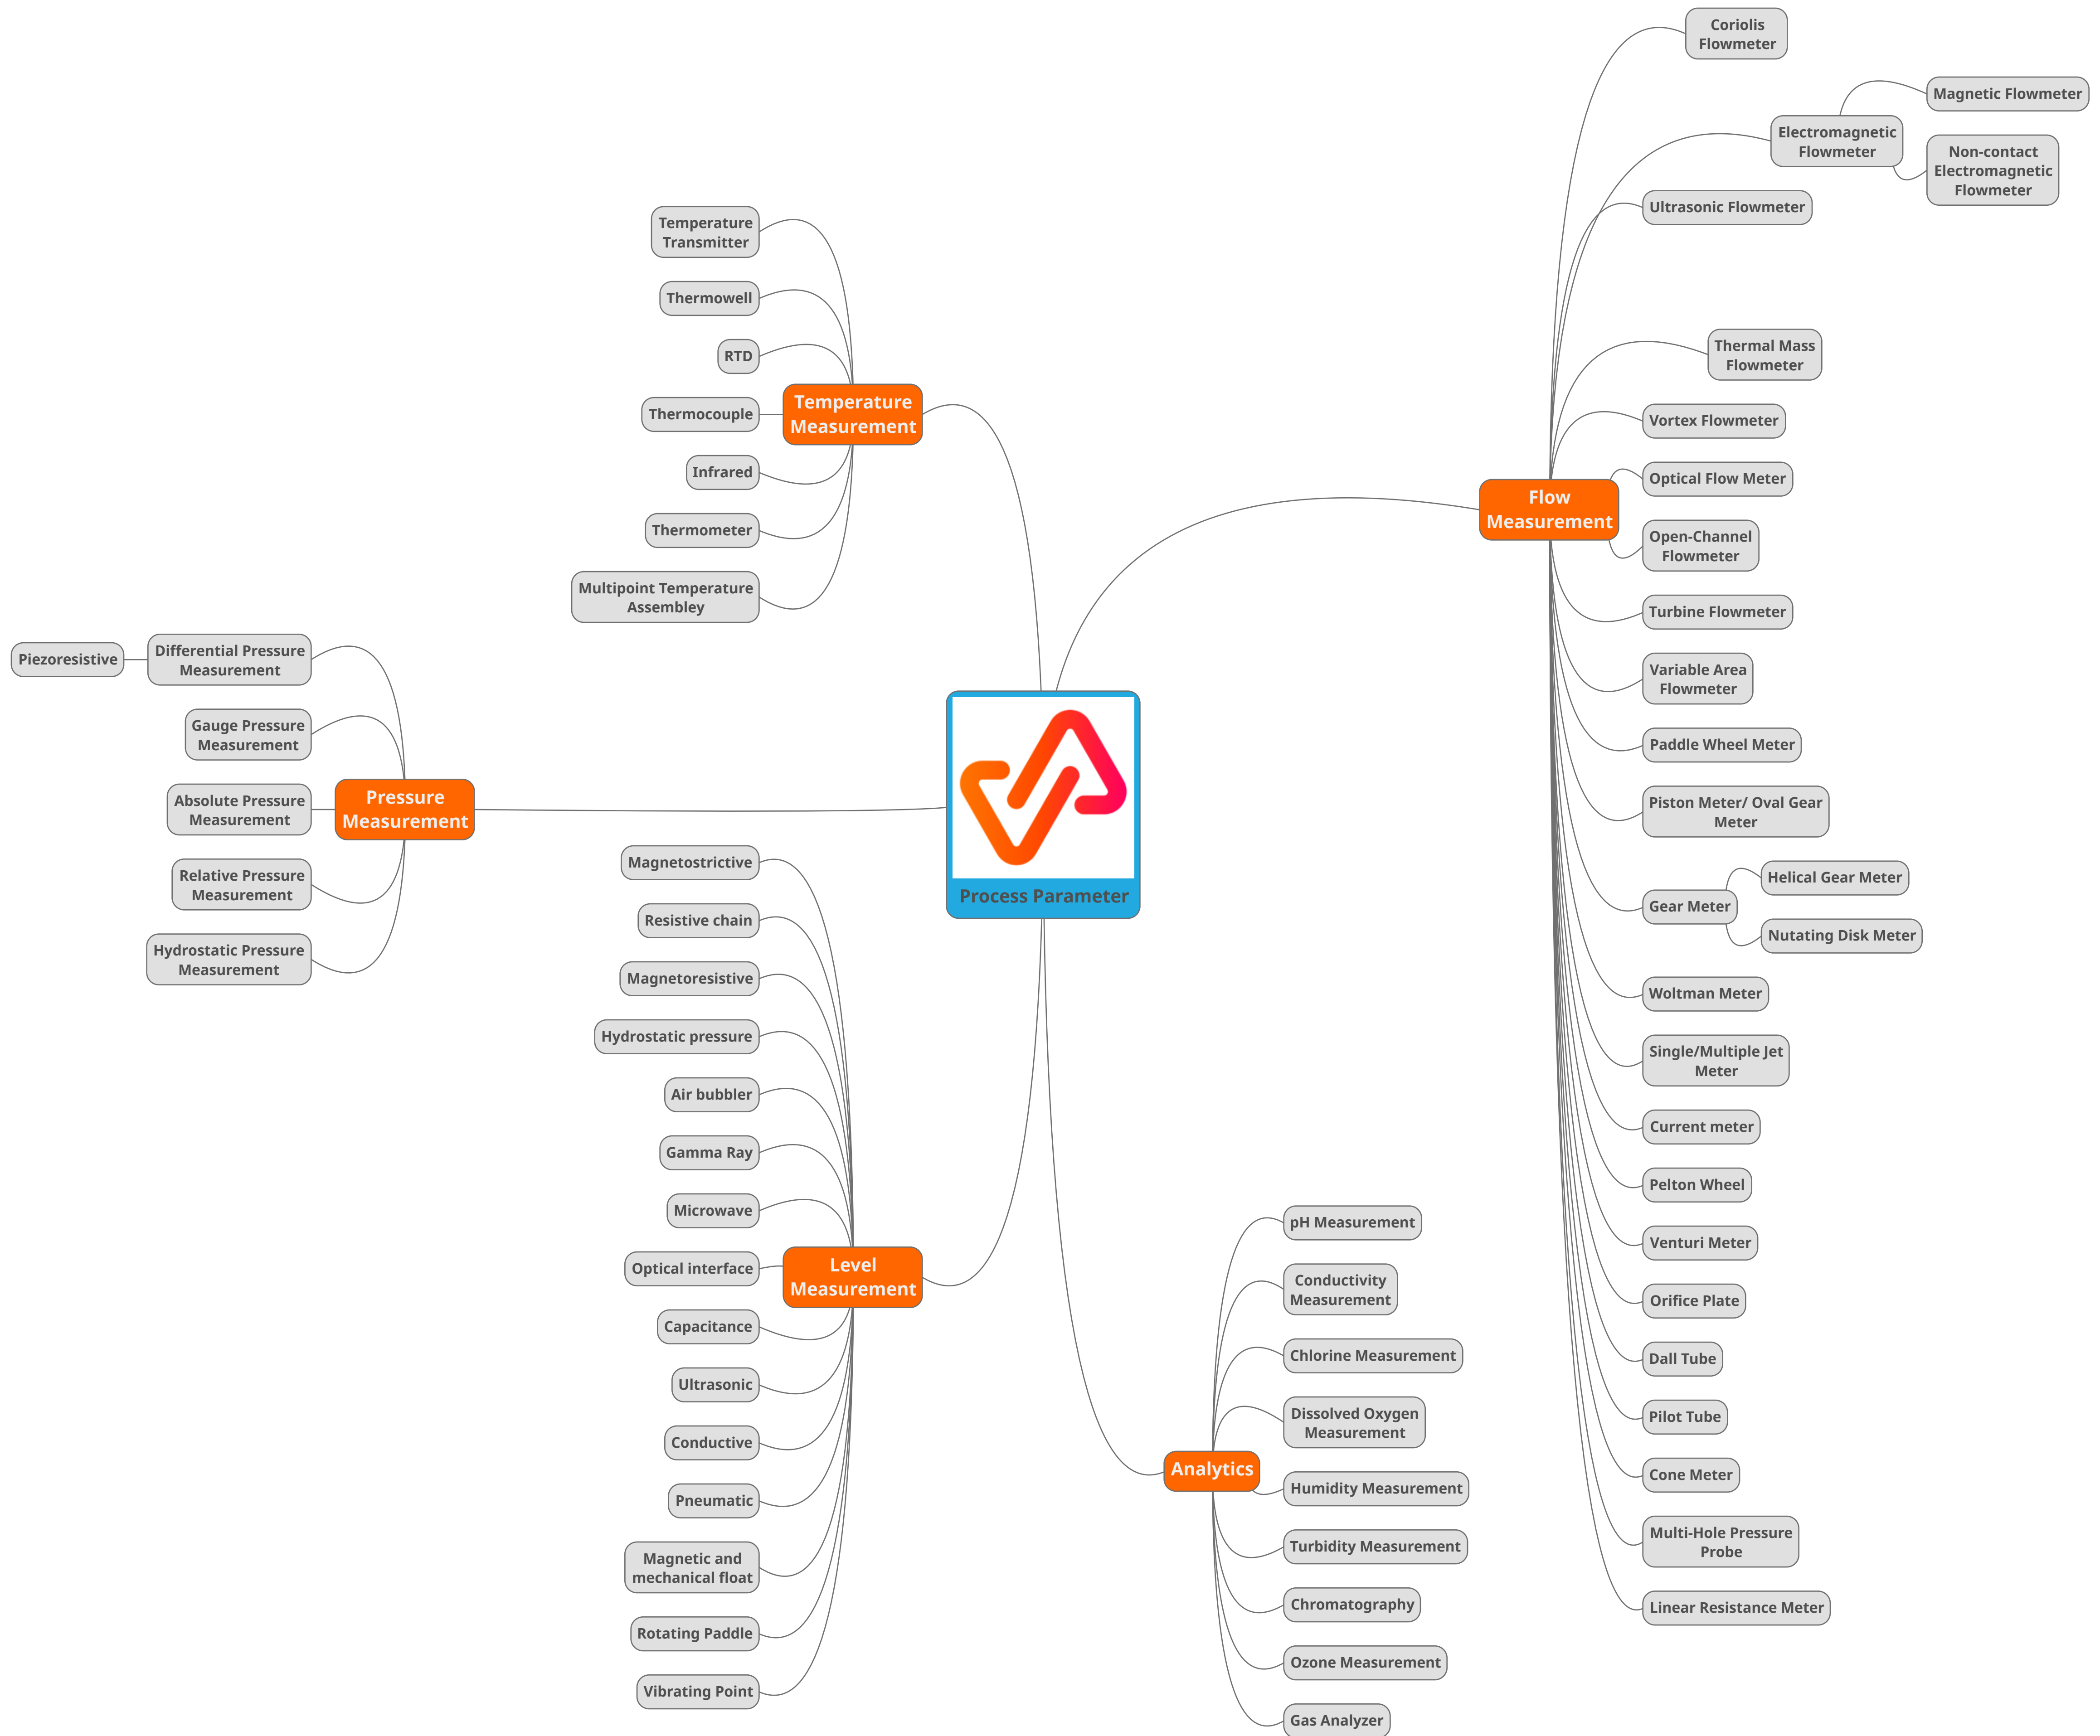 Process Parameter
Temperature
Measurement
Temperature
Transmitter
Thermowell
RTD
Thermocouple
Infrared
Thermometer
Multipoint Temperature
Assembley
Pressure
Measurement
Differential Pressure
Measurement
Piezoresistive
Gauge Pressure
Measurement
Absolute Pressure
Measurement
Relative Pressure
Measurement
Hydrostatic Pressure
Measurement
Level
Measurement
Magnetostrictive
Resistive chain
Magnetoresistive
Hydrostatic pressure
Air bubbler
Gamma Ray
Microwave
Optical interface
Capacitance
Ultrasonic
Conductive
Pneumatic
Magnetic and
mechanical float
Rotating Paddle
Vibrating Point
Flow
Measurement
Coriolis
Flowmeter
Electromagnetic
Flowmeter
Magnetic Flowmeter
Non-contact
Electromagnetic
Flowmeter
Ultrasonic Flowmeter
Thermal Mass
Flowmeter
Vortex Flowmeter
Optical Flow Meter
Open-Channel
Flowmeter
Turbine Flowmeter
Variable Area
Flowmeter
Paddle Wheel Meter
Piston Meter/ Oval Gear
Meter
Gear Meter
Helical Gear Meter
Nutating Disk Meter
Woltman Meter
Single/Multiple Jet
Meter
Current meter
Pelton Wheel
Venturi Meter
Orifice Plate
Dall Tube
Pilot Tube
Cone Meter
Multi-Hole Pressure
Probe
Linear Resistance Meter
Analytics
pH Measurement
Conductivity
Measurement
Chlorine Measurement
Dissolved Oxygen
Measurement
Humidity Measurement
Turbidity Measurement
Chromatography
Ozone Measurement
Gas Analyzer